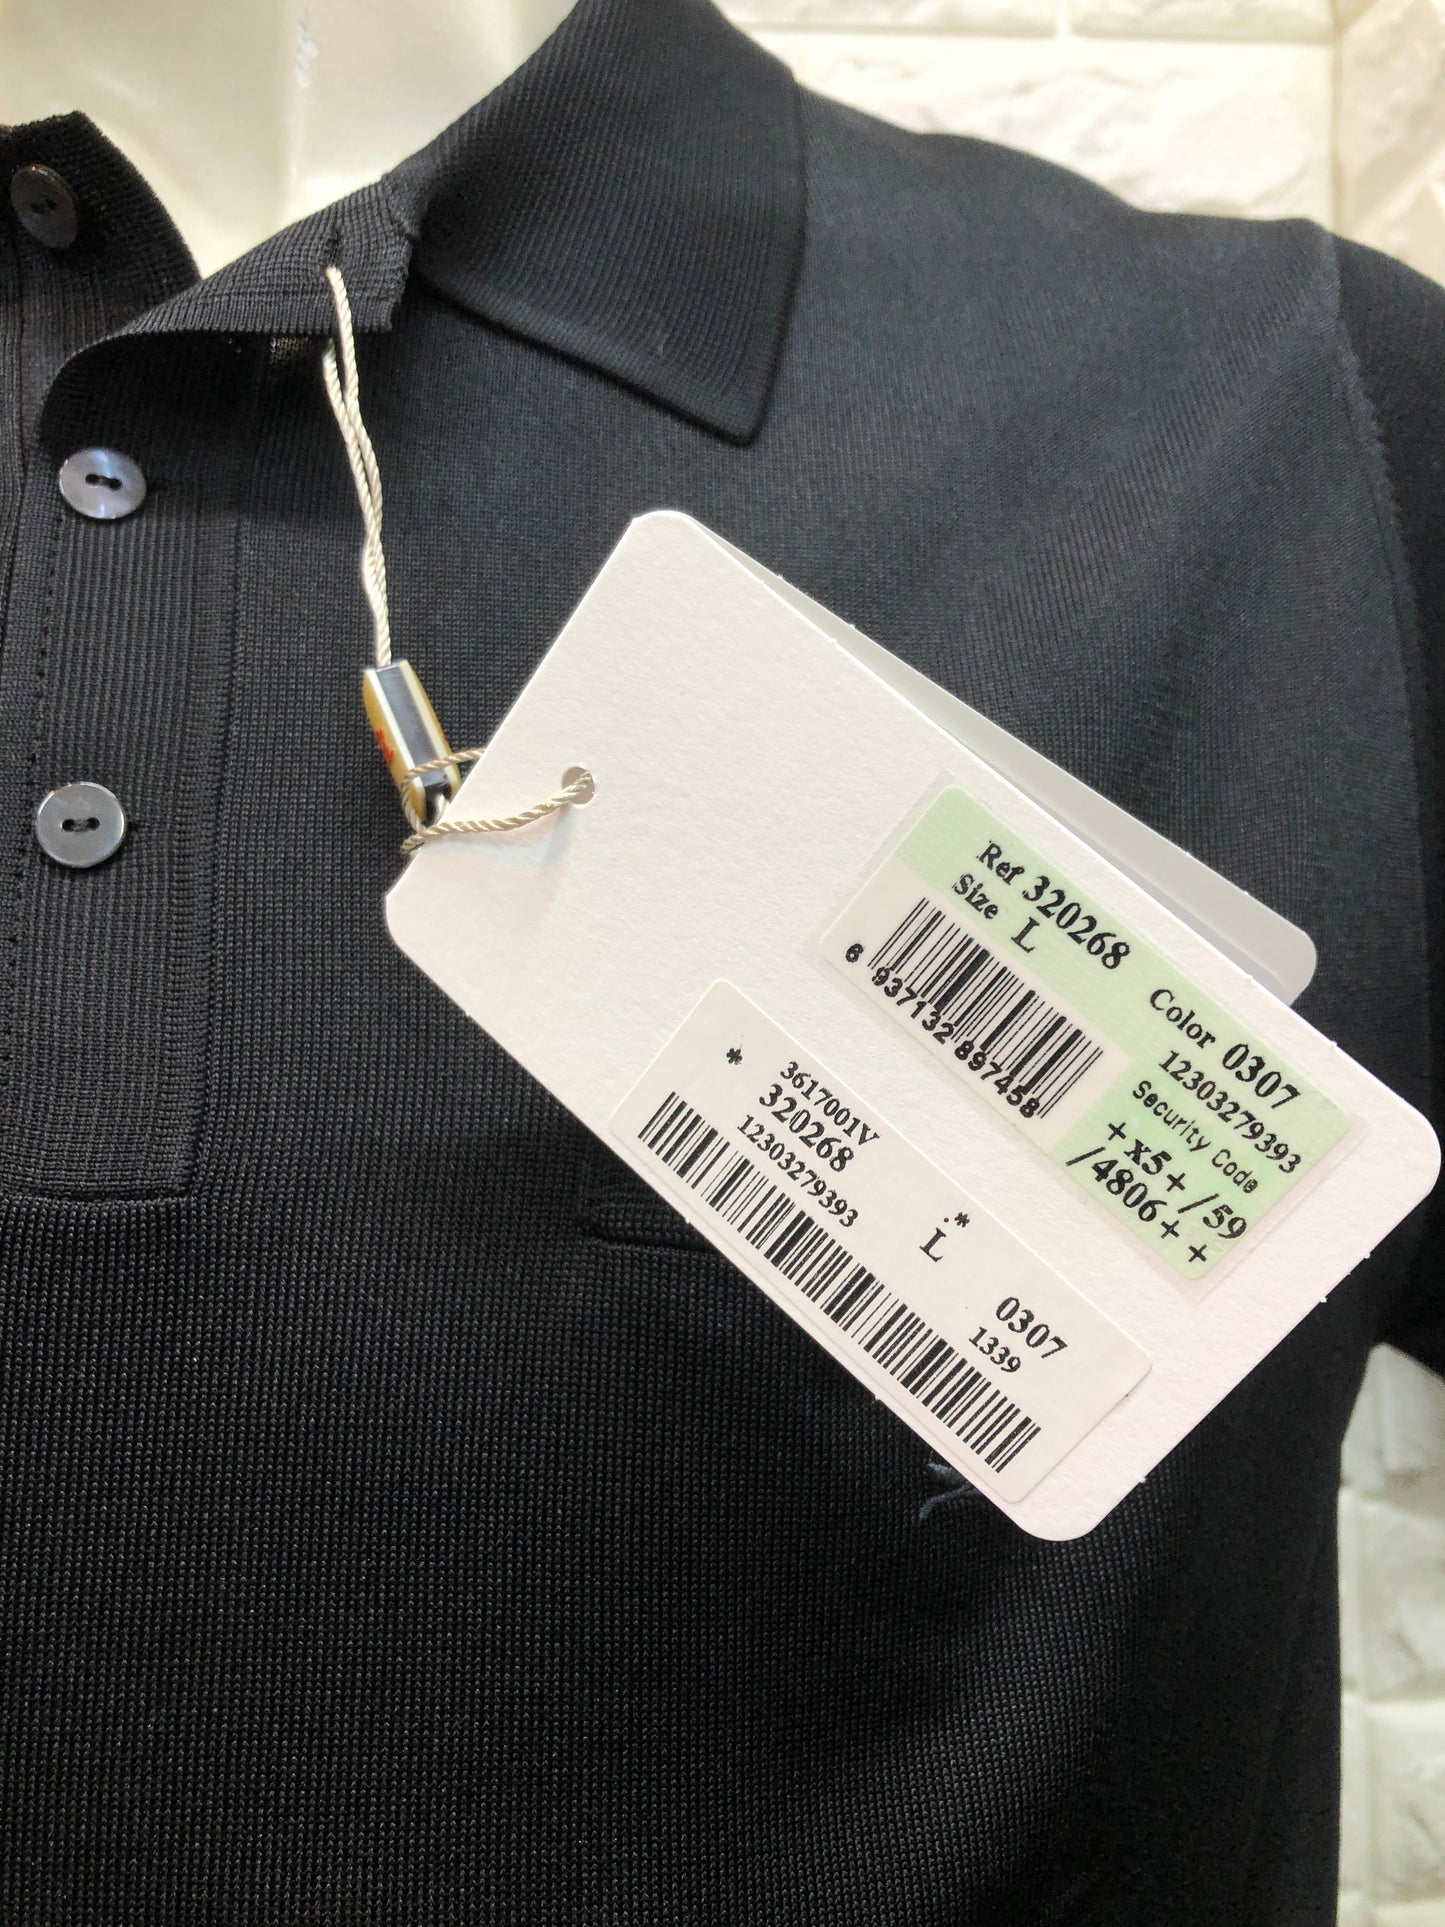 Ref 320268 Color 0307
Size L 12303279393
Security Code
+x5+/59
/4806++
6 937132 897458
* 3617001V
320268 .* 0307
12303279393 L 1339